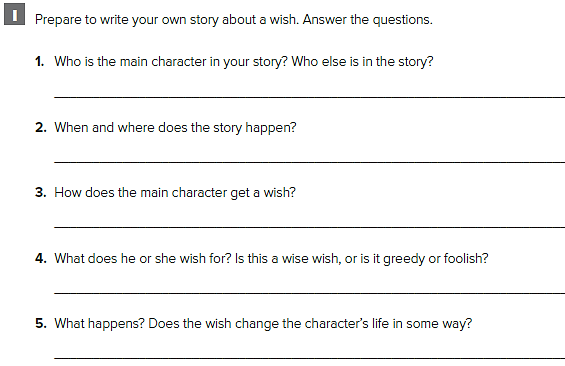 I Prepare to write your own story about a wish. Answer the questions.
1. Who is the main character in your story? Who else is in the story?
2. When and where does the story happen?
3. How does the main character get a wish?
4. What does he or she wish for? Is this a wise wish, or is it greedy or foolish?
5. What happens? Does the wish change the character's life in some way?